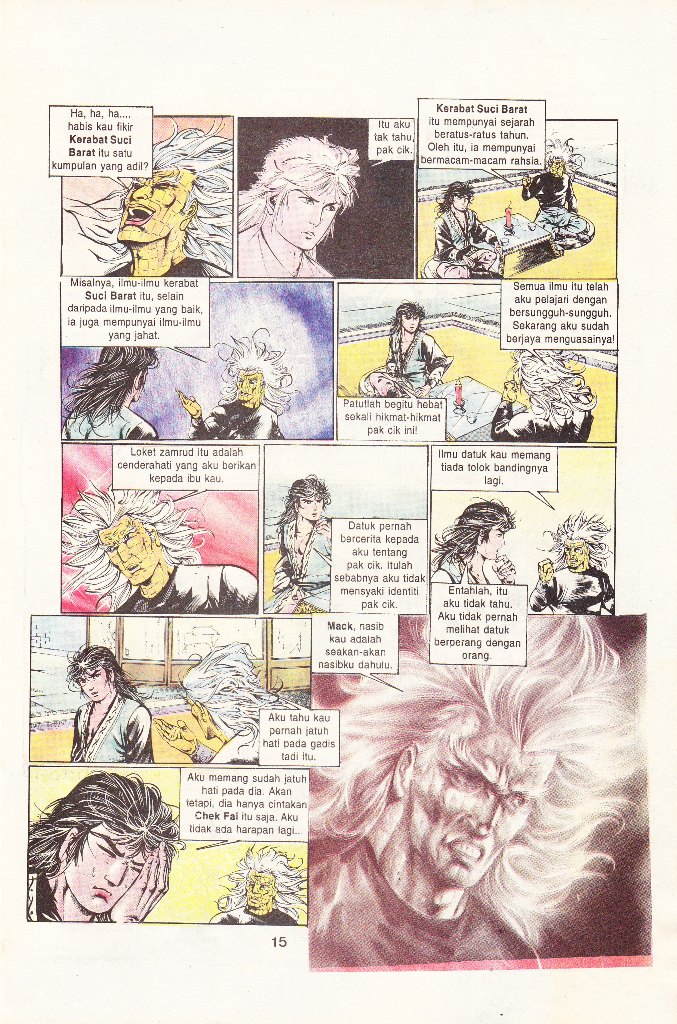 Ha, ha, ha....
habis kau fikir
Kerabat Suci
Barat itu satu
kumpulan yang adil?
Itu aku
tak tahu,
pak cik.
Kerabat Suci Barat
itu mempunyai sejarah
beratus-ratus tahun.
Oleh itu, ia mempunyai
bermacam-macam rahsia.
Misalnya, ilmu-ilmu kerabat
Suci Barat itu, selain
daripada ilmu-ilmu yang baik,
ia juga mempunyai ilmu-ilmu
yang jahat.
Patutlah begitu hebat
sekali hikmat-hikmat
pak cik ini!
Semua ilmu itu telah
aku pelajari dengan
bersungguh-sungguh.
Sekarang aku sudah
berjaya menguasainya!
Loket zamrud itu adalah
cenderahati yang aku berikan
kepada ibu kau.
Datuk pernah
bercerita kepada
aku tentang
pak cik. Itulah
sebabnya aku tidak
mensyaki identiti
pak cik.
Ilmu datuk kau memang
tiada tolok bandingnya
lagi.
Entahlah, itu
aku tidak tahu.
Aku tidak pernah
melihat datuk
berperang dengan
orang.
Aku tahu kau
pernah jatuh
hati pada gadis
tadi itu.
Mack, nasib
kau adalah
seakan-akan
nasibku dahulu.
Aku memang sudah jatuh
hati pada dia. Akan
tetapi, dia hanya cintakan
Chek Fai itu saja. Aku
tidak ada harapan lagi...
15